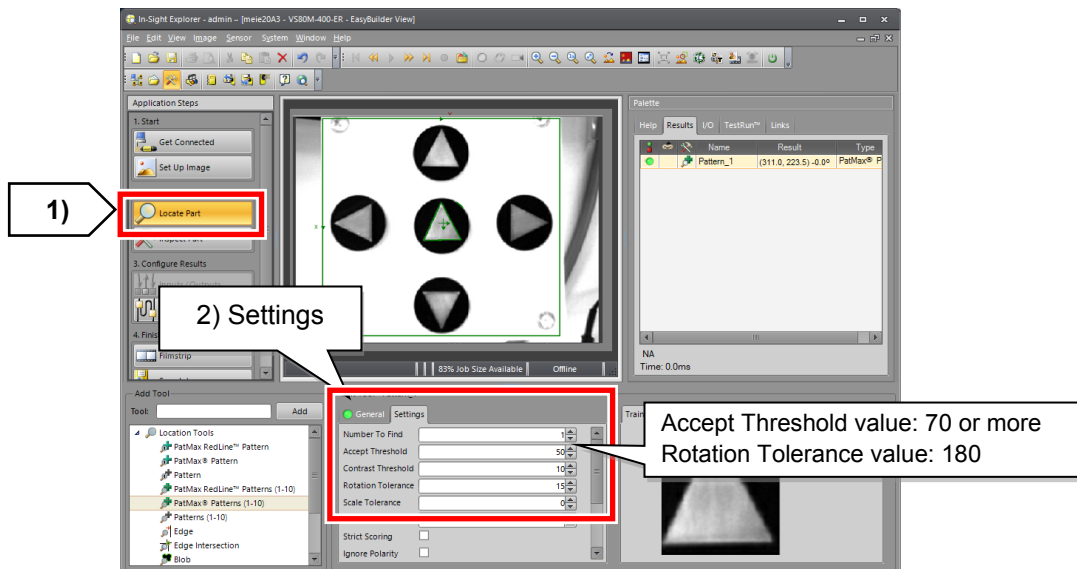 In-Sight Explorer - admin - [meie20A3 - VS80M-400-ER - EasyBuilder View]
File Edit View Image Sensor System Window Help
Application Steps
1. Start
Get Connected
Set Up Image
1)
Locate Part
Inspect Part
3. Configure Results
Inputs / Outputs
4. Finis
Filmstrip
2) Settings
83% Job Size Available
Offline
Palette
Help Results I/O TestRun™ Links
Name Result Type
Pattern_1 (311.0, 223.5) -0.0° PatMax® P
NA
Time: 0.0ms
Add Tool
Tool: Add
Location Tools
PatMax RedLine™ Pattern
PatMax® Pattern
Pattern
PatMax RedLine™ Patterns (1-10)
PatMax® Patterns (1-10)
Patterns (1-10)
Edge
Edge Intersection
Blob
General Settings
Number To Find 1
Accept Threshold 50
Contrast Threshold 10
Rotation Tolerance 15
Scale Tolerance 0
Strict Scoring
Ignore Polarity
Train
Accept Threshold value: 70 or more
Rotation Tolerance value: 180